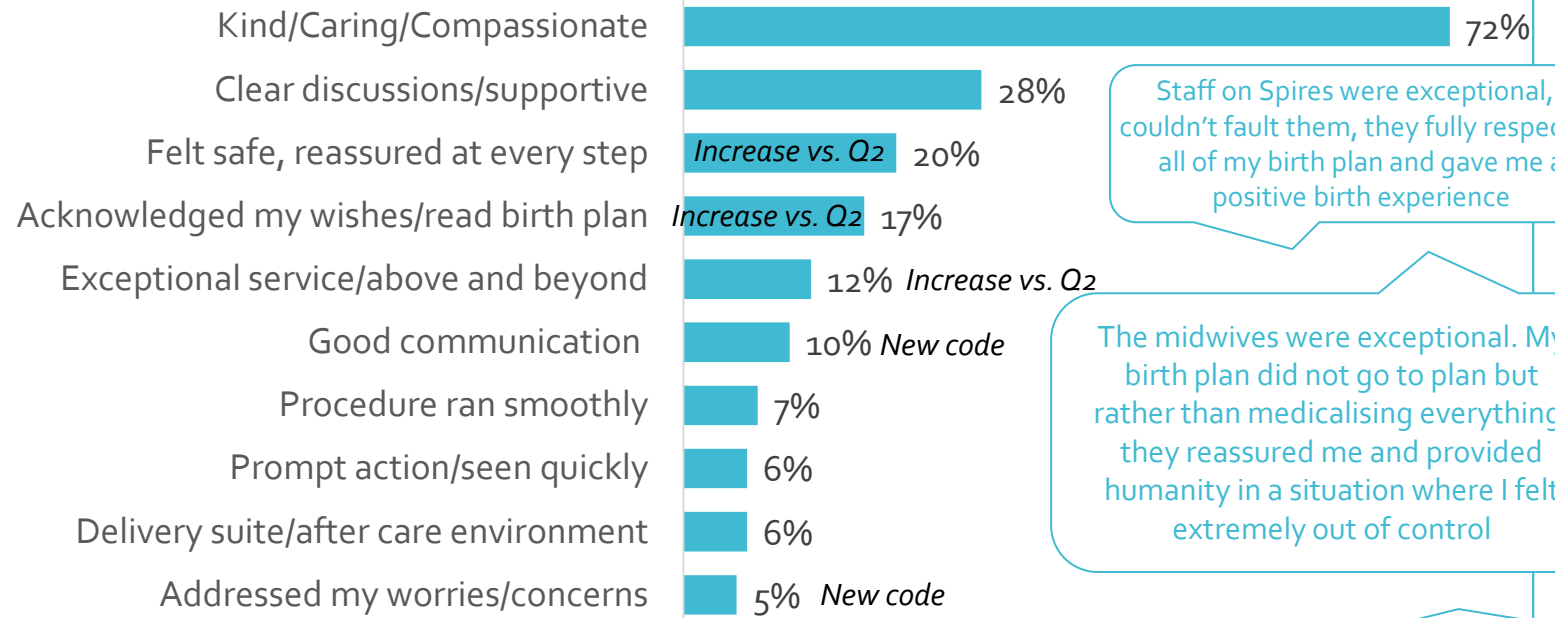 Kind/Caring/Compassionate 72%
Clear discussions/supportive 28%
Felt safe, reassured at every step Increase vs. Q2 20%
Acknowledged my wishes/read birth plan Increase vs. Q2 17%
Exceptional service/above and beyond 12% Increase vs. Q2
Good communication 10% New code
Procedure ran smoothly 7%
Prompt action/seen quickly 6%
Delivery suite/after care environment 6%
Addressed my worries/concerns 5% New code
Staff on Spires were exceptional,
couldn't fault them, they fully
all of my birth plan and gave me a
positive birth experience
The midwives were exceptional. My
birth plan did not go to plan but
rather than medicalising everything
they reassured me and provided
humanity in a situation where I felt
extremely out of control